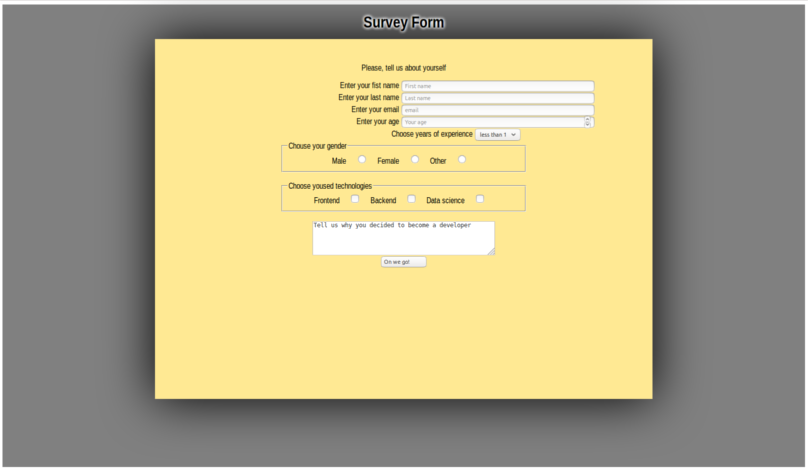 Survey Form
Please, tell us about yourself
Enter your fist name First name
Enter your last name Last name
Enter your email email
Enter your age Your age
Choose years of experience less than 1
Choose your gender
Male Female Other
Choose yoused technologies
Frontend Backend Data science
Tell us why you decided to become a developer
On we go!